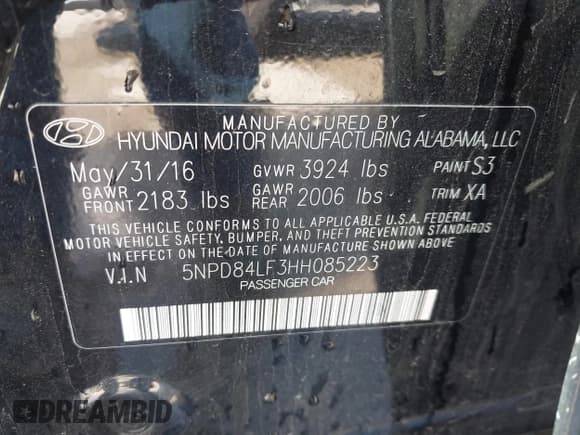 MANUFACTURED BY
HYUNDAI MOTOR MANUFACTURING ALABAMA, LLC
May/31/16 GVWR 3924 lbs PAINT S3
GAWR FRONT 2183 lbs GAWR REAR 2006 lbs TRIM XA
THIS VEHICLE CONFORMS TO ALL APPLICABLE U.S.A. FEDERAL
MOTOR VEHICLE SAFETY, BUMPER, AND THEFT PREVENTION STANDARDS
IN EFFECT ON THE DATE OF MANUFACTURE SHOWN ABOVE
V.I.N 5NPD84LF3HH085223
PASSENGER CAR
DREAMBID